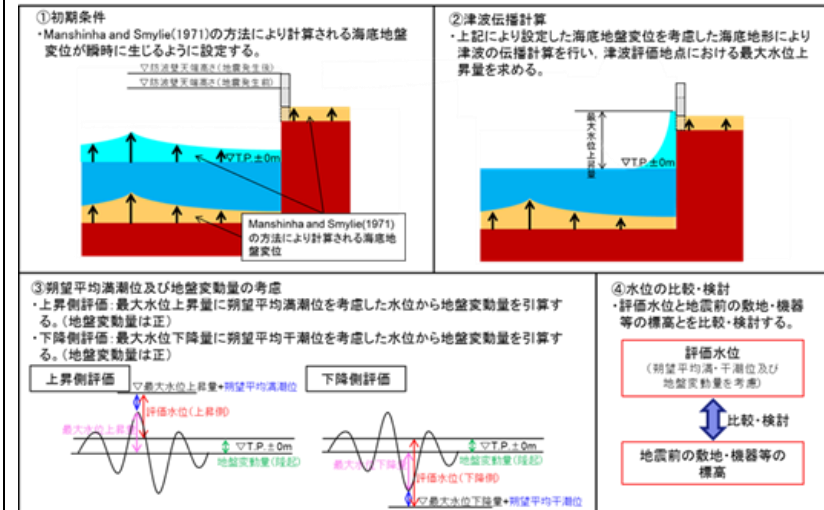 ①初期条件
・Manshinha and Smylie(1971)の方法により計算される海底地盤
変位が瞬時に生じるように設定する。
▽防波壁天端高さ(地震発生後)
▽防波壁天端高さ(地震発生前)
▽T.P.±0m
Manshinha and Smylie(1971)
の方法により計算される海底地
盤変位
②津波伝播計算
・上記により設定した海底地盤変位を考慮した海底地形により
津波の伝播計算を行い、津波評価地点における最大水位上
昇量を求める。
最大水位上昇量
▽T.P.±0m
③朔望平均満潮位及び地盤変動量の考慮
・上昇側評価：最大水位上昇量に朔望平均満潮位を考慮した水位から地盤変動量を引算す
る。(地盤変動量は正)
・下降側評価：最大水位下降量に朔望平均干潮位を考慮した水位から地盤変動量を引算す
る。(地盤変動量は正)
上昇側評価
▽最大水位上昇量+朔望平均満潮位
評価水位(上昇側)
最大水位上昇量
▽T.P.±0m
地盤変動量(隆起)
下降側評価
▽T.P.±0m
地盤変動量(隆起)
最大水位下降量
評価水位(下降側)
▽最大水位下降量+朔望平均干潮位
④水位の比較・検討
・評価水位と地震前の敷地・機器
等の標高とを比較・検討する。
評価水位
(朔望平均満・干潮位及び
地盤変動量を考慮)
比較・検討
地震前の敷地・機器等の
標高